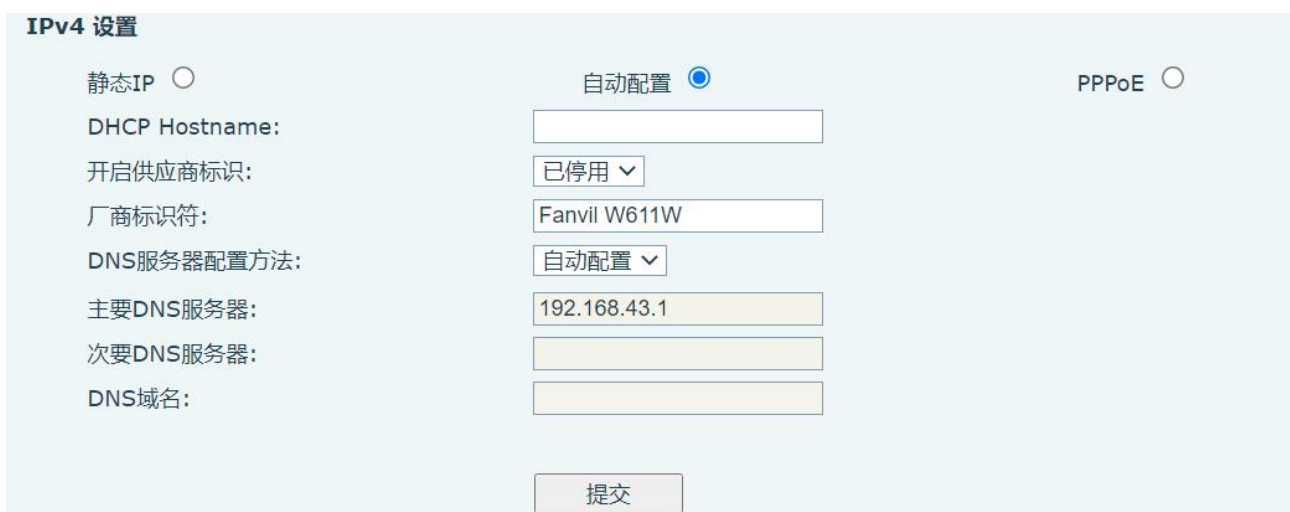 IPv4 设置
静态IP 自动配置 PPPoE
DHCP Hostname:
开启供应商标识: 已停用
厂商标识符: Fanvil W611W
DNS服务器配置方法: 自动配置
主要DNS服务器: 192.168.43.1
次要DNS服务器:
DNS域名:
提交